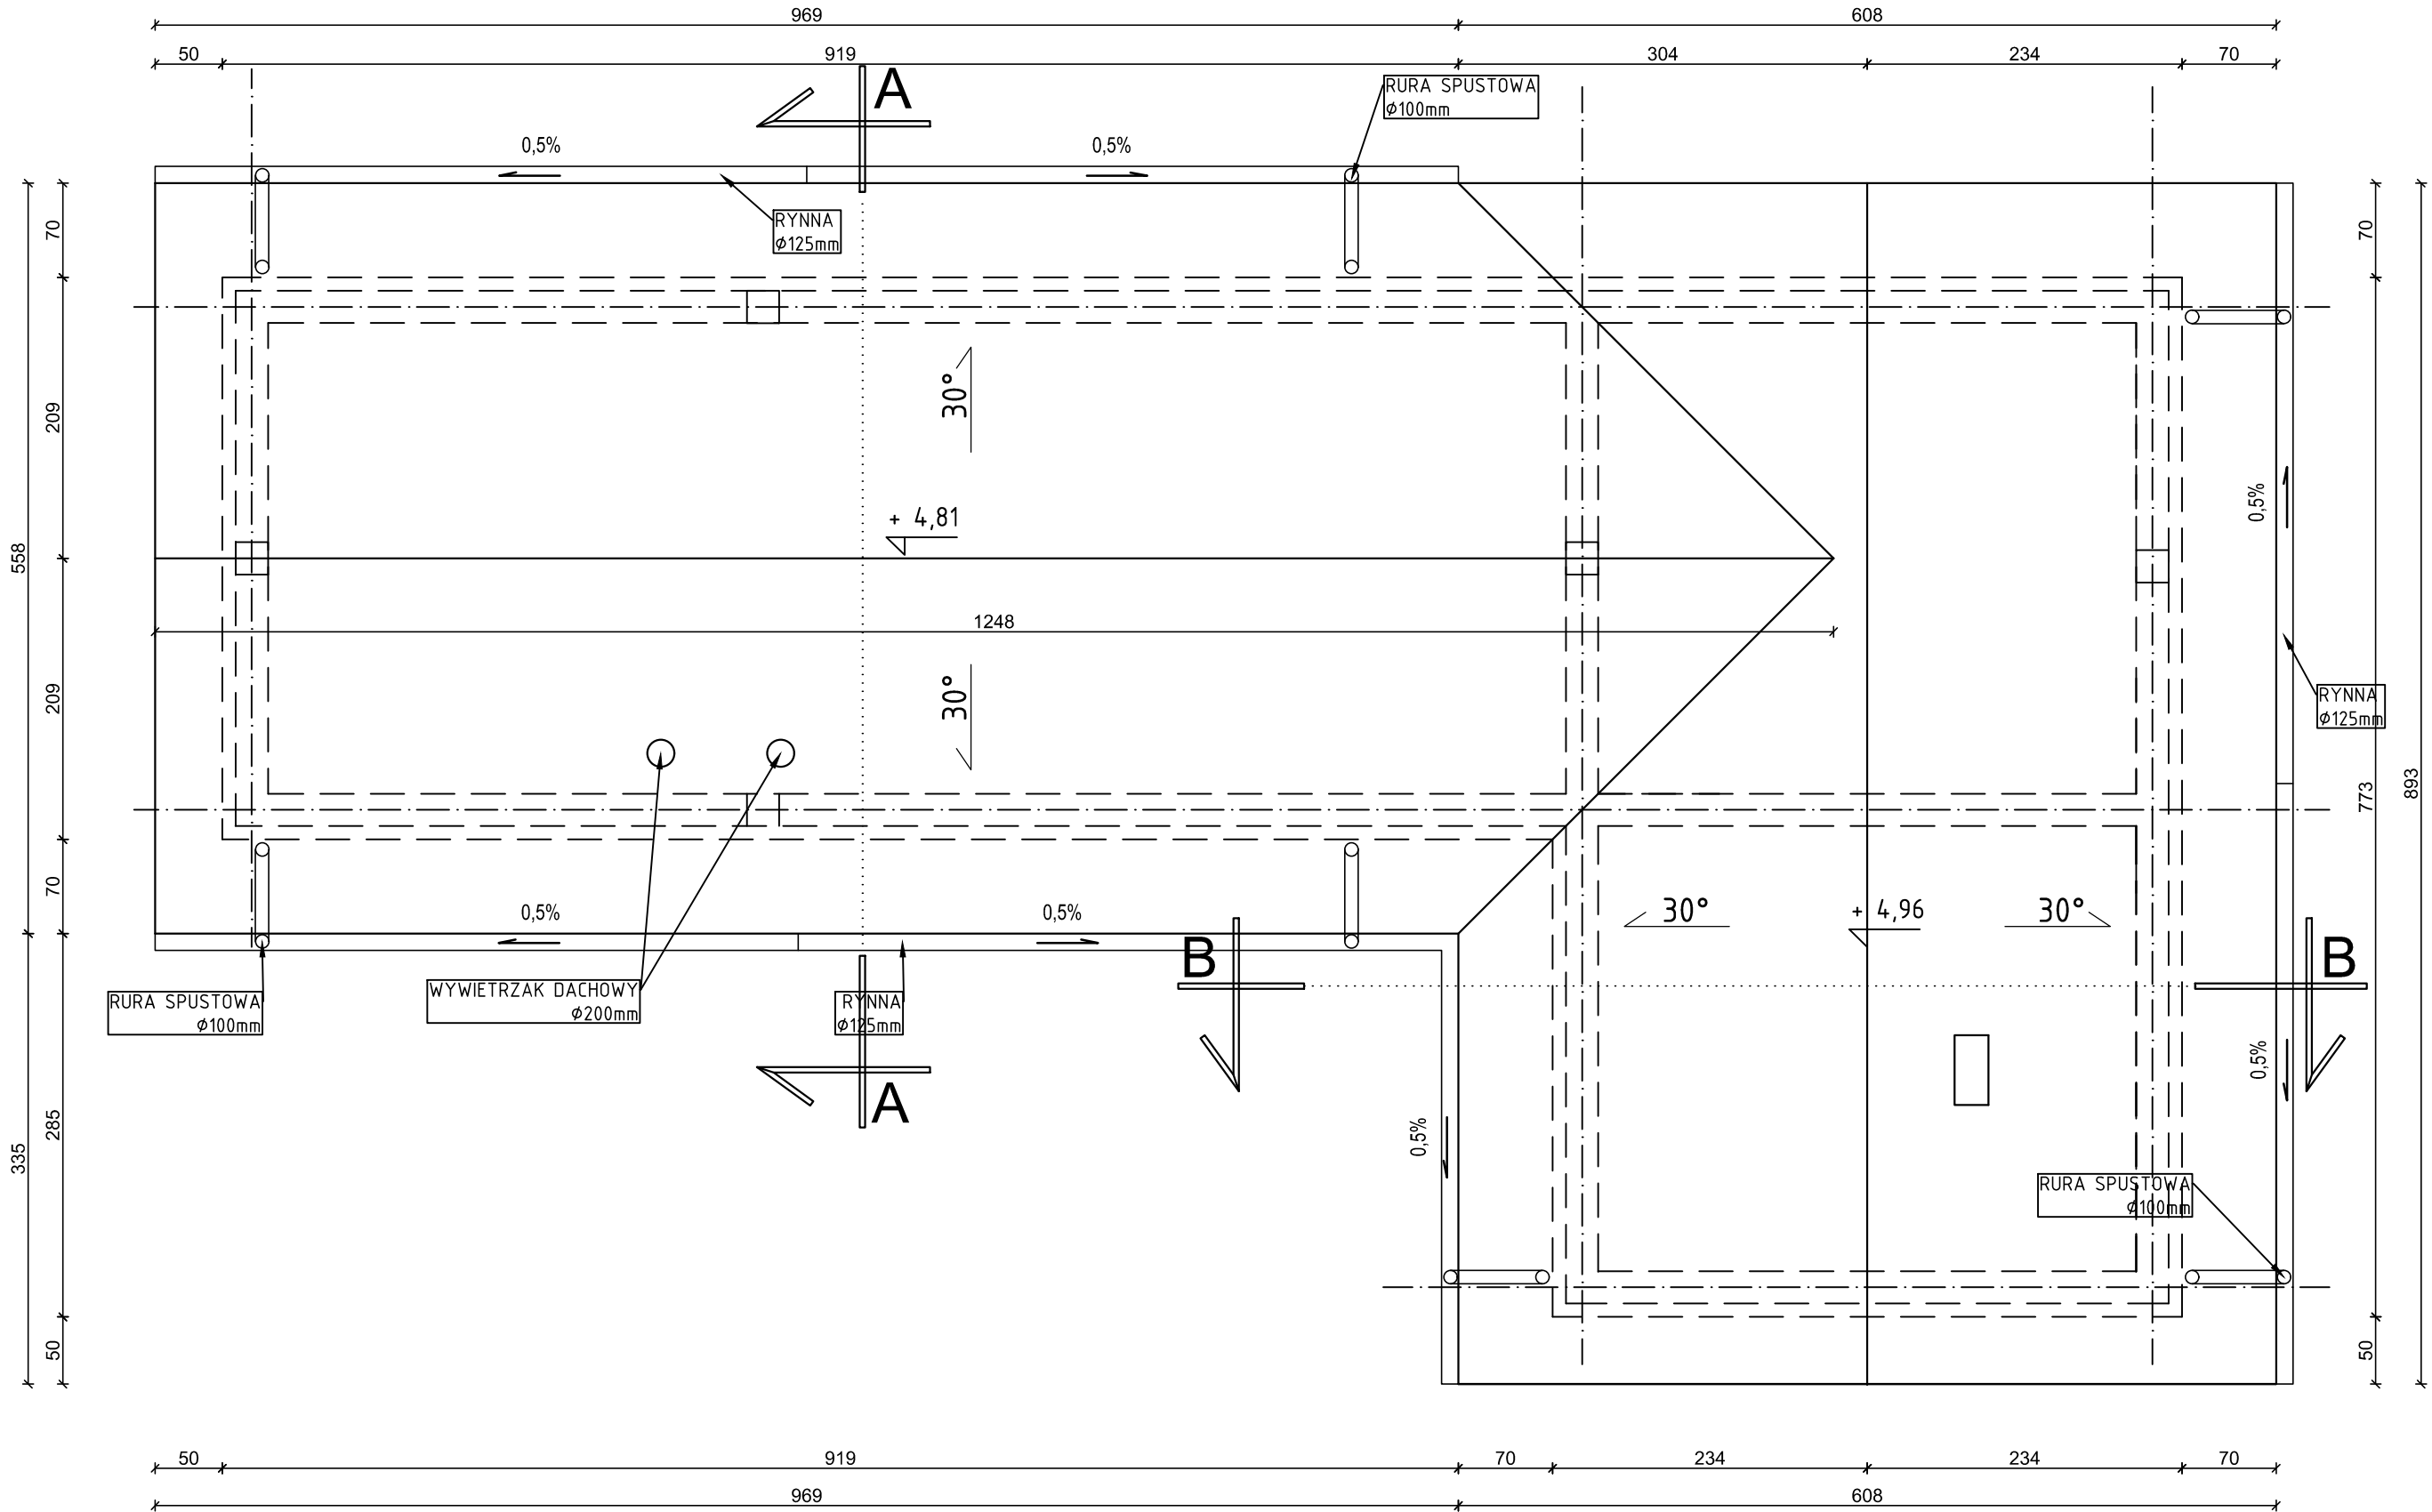 969
608
50
919
304
234
70
A
RURA SPUSTOWA
ϕ100mm
0,5%
0,5%
RYNNA
ϕ125mm
70
70
209
30°
+ 4,81
0,5%
558
1248
209
30°
RYNNA
ϕ125mm
893
773
70
0,5%
0,5%
30°
+ 4,96
30°
B
B
WYWIETRZAK DACHOWY
ϕ200mm
RURA SPUSTOWA
ϕ100mm
RYNNA
ϕ125mm
0,5%
A
285
335
0,5%
RURA SPUSTOWA
ϕ100mm
50
50
50
919
70
234
234
70
969
608